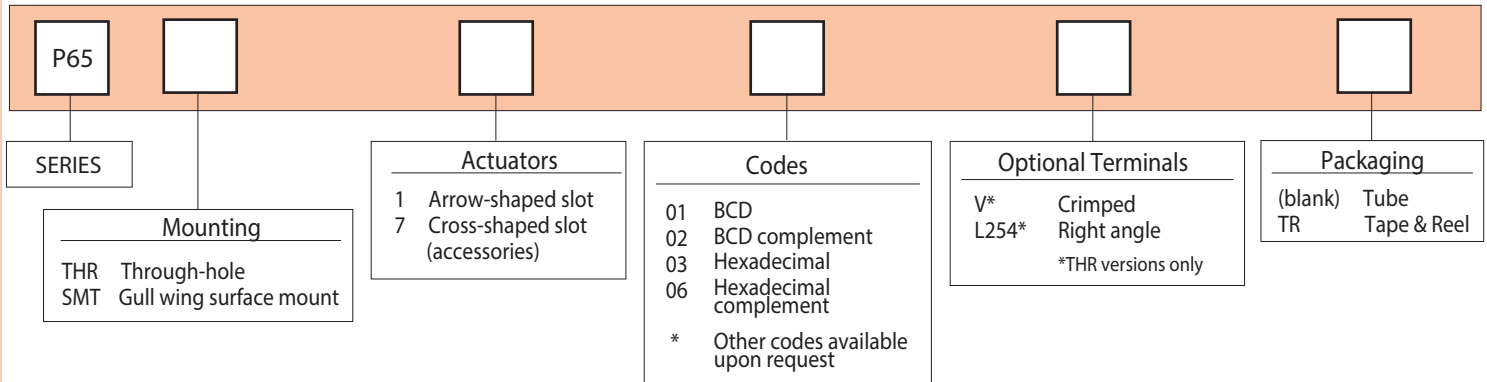 P65
SERIES
Mounting
THR Through-hole
SMT Gull wing surface mount
Actuators
1 Arrow-shaped slot
7 Cross-shaped slot
(accessories)
Codes
01 BCD
02 BCD complement
03 Hexadecimal
06 Hexadecimal
complement
* Other codes available
upon request
Optional Terminals
V* Crimped
L254* Right angle
*THR versions only
Packaging
(blank) Tube
TR Tape & Reel